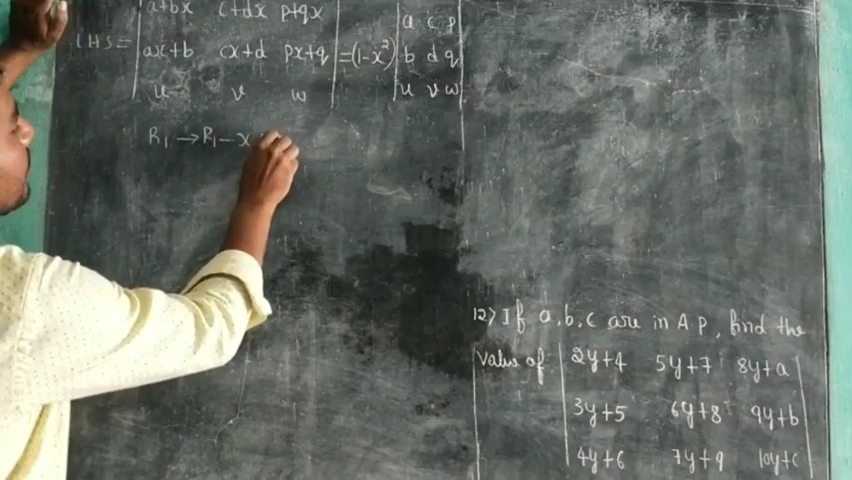 a+bx c+dx p+qx
LHS= ax+b cx+d px+q =(1-x²)
u v w
a c p
b d q
u v w
R₁ → R₁ - x
12> If a, b, c are in A P, find the
value of 2y+4 5y+7 8y+a
3y+5 6y+8 9y+b
4y+6 7y+9 10y+c